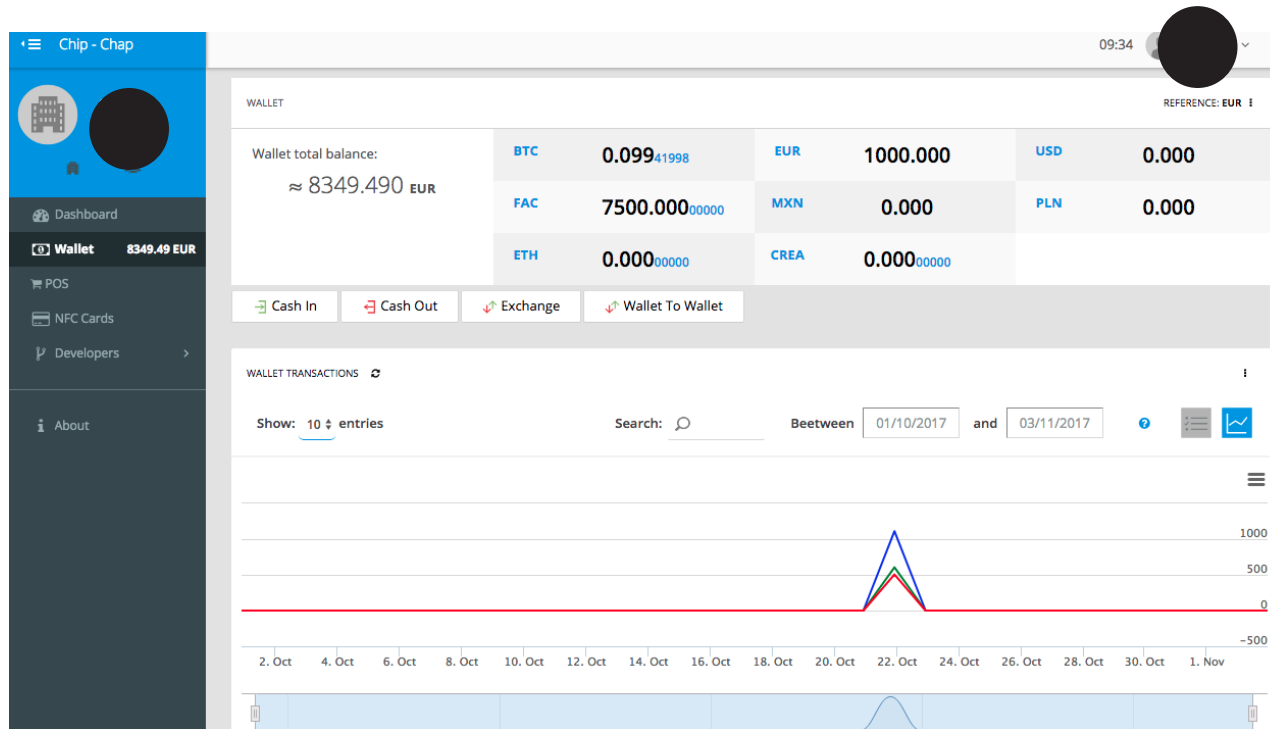 Chip - Chap
09:34
WALLET
REFERENCE: EUR
Wallet total balance:
≈ 8349.490 EUR
BTC 0.09941998 EUR 1000.000 USD 0.000
FAC 7500.00000000 MXN 0.000 PLN 0.000
ETH 0.00000000 CREA 0.00000000
Dashboard
Wallet 8349.49 EUR
POS
NFC Cards
Developers
About
Cash In Cash Out Exchange Wallet To Wallet
WALLET TRANSACTIONS
Show: 10 entries Search: Beetween 01/10/2017 and 03/11/2017
1000
500
0
-500
2. Oct 4. Oct 6. Oct 8. Oct 10. Oct 12. Oct 14. Oct 16. Oct 18. Oct 20. Oct 22. Oct 24. Oct 26. Oct 28. Oct 30. Oct 1. Nov